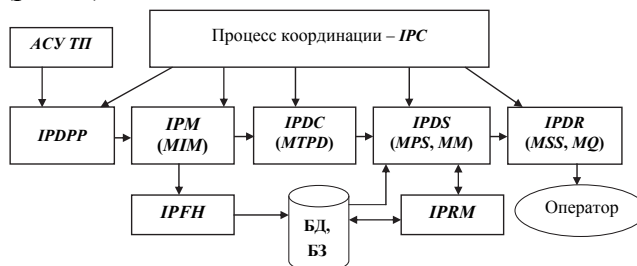 АСУ ТП
Процесс координации – IPC
IPDPP
IPM
(MIM)
IPDC
(MTPD)
IPDS
(MPS, MM)
IPDR
(MSS, MQ)
IPFH
БД,
БЗ
IPRM
Оператор